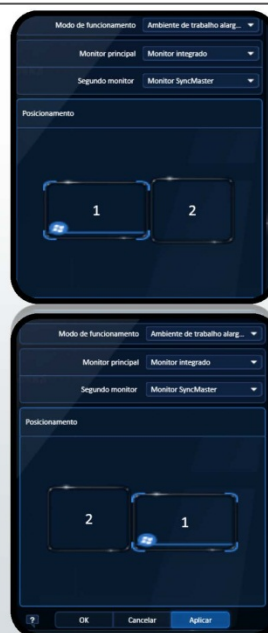 Modo de funcionamento Ambiente de trabalho alarg...
Monitor principal Monitor integrado
Segundo monitor Monitor SyncMaster
Posicionamento
1 2
Modo de funcionamento Ambiente de trabalho alarg...
Monitor principal Monitor integrado
Segundo monitor Monitor SyncMaster
Posicionamento
2 1
? OK Cancelar Aplicar